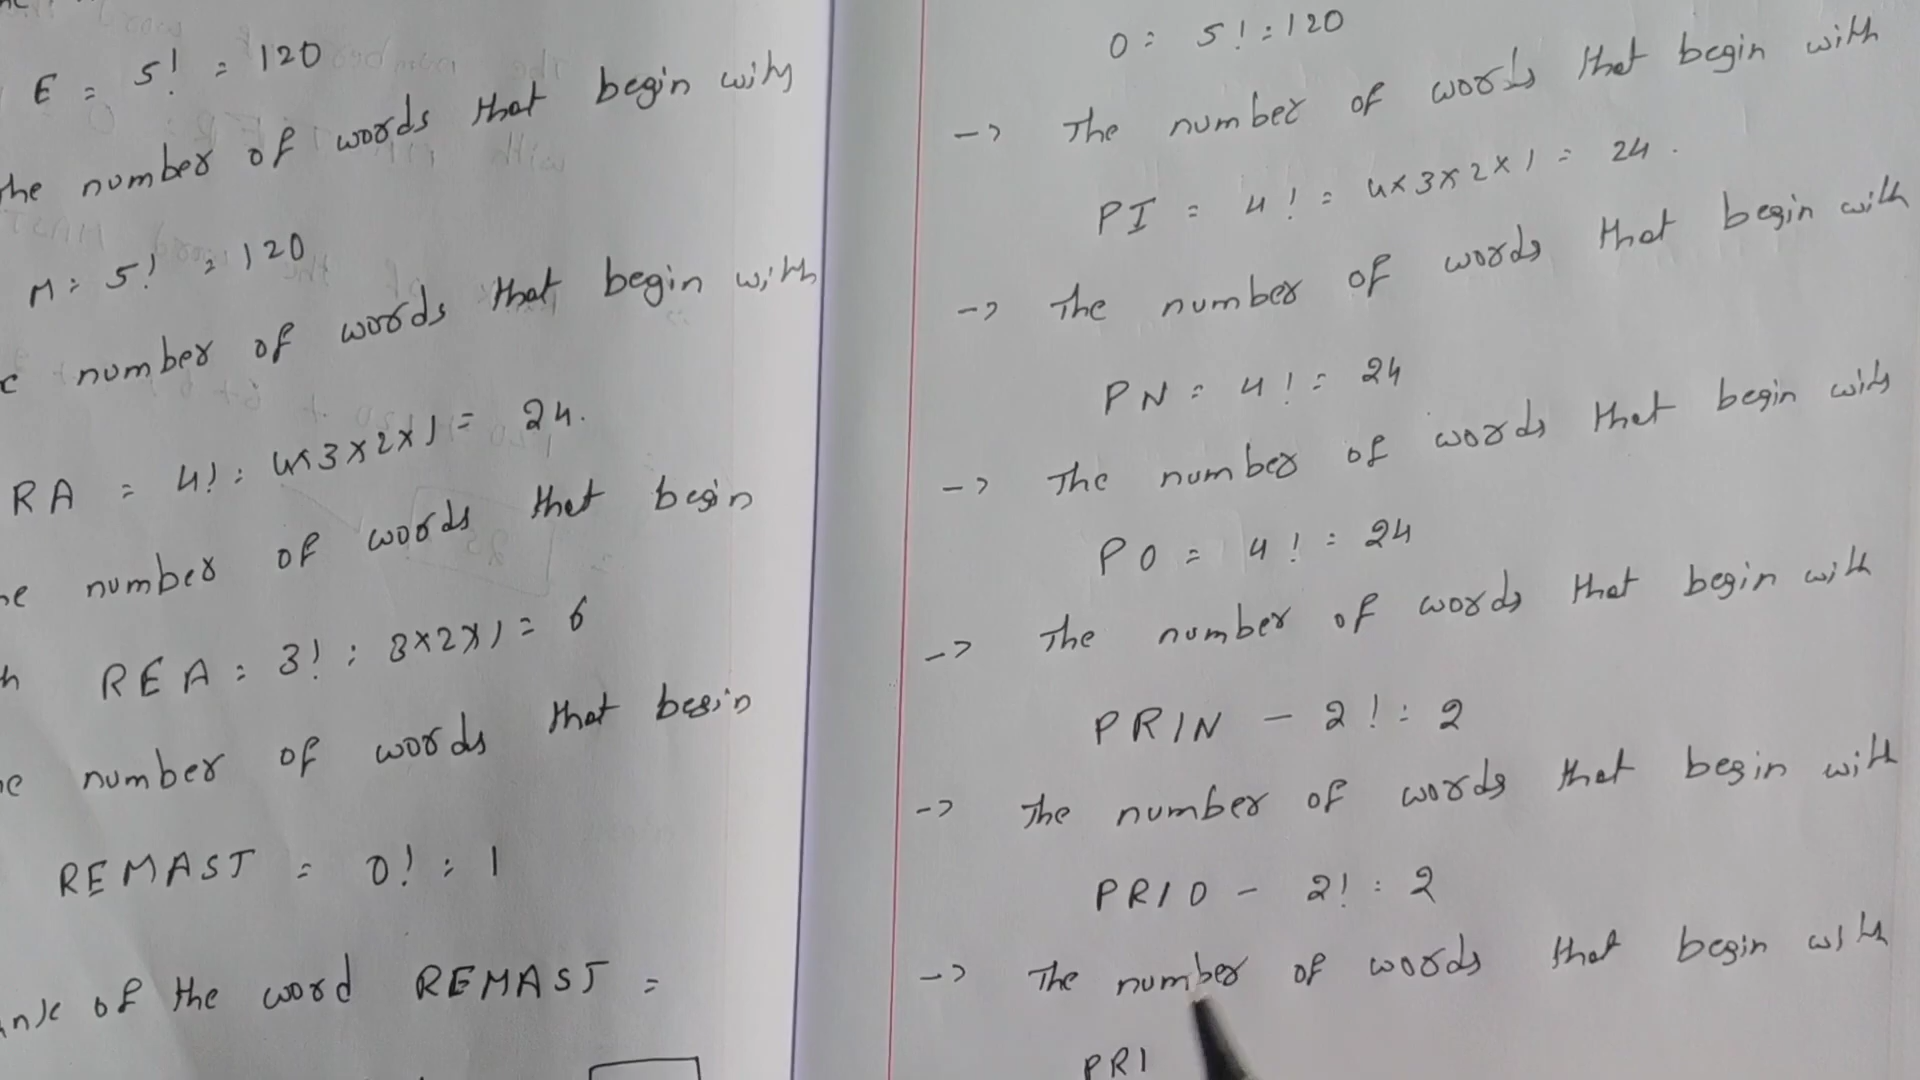 E = 5! = 120
The number of words that begin with
M = 5! = 120
number of words that begin with
RA = 4! = 4×3×2×1 = 24.
number of words that begin
REA = 3! = 3×2×1 = 6
number of words that begin
REMAST = 0! = 1
of the word REMAST =
O = 5! = 120
-> The number of words that begin with
PI = 4! = 4×3×2×1 = 24.
-> The number of words that begin with
PN = 4! = 24
-> The number of words that begin with
PO = 4! = 24
-> The number of words that begin with
PRIN - 2! = 2
-> The number of words that begin with
PRIO - 2! = 2
-> The number of words that begin with
PRI